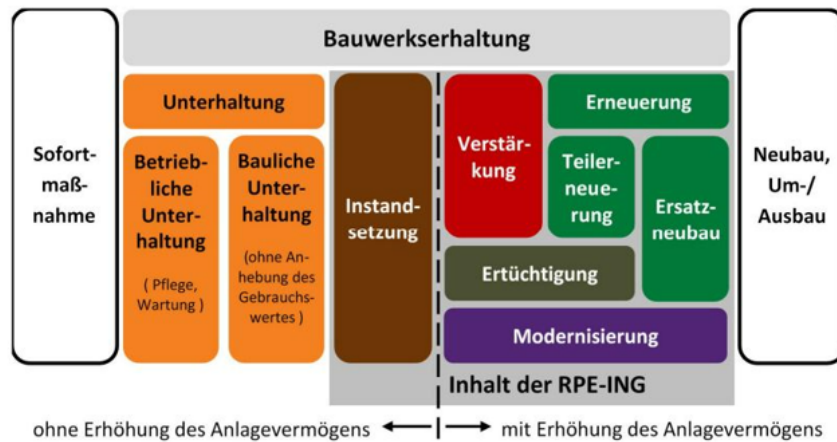 Bauwerkserhaltung
Sofort-
maß-
nahme
Unterhaltung
Betrieb-
liche
Unter-
haltung
( Pflege,
Wartung )
Bauliche
Unter-
haltung
(ohne An-
hebung des
Gebrauchs-
wertes )
Instand-
setzung
Verstär-
kung
Erneuerung
Teiler-
neue-
rung
Ersatz-
neubau
Ertüchtigung
Modernisierung
Inhalt der RPE-ING
Neubau,
Um-/
Ausbau
ohne Erhöhung des Anlagevermögens
mit Erhöhung des Anlagevermögens